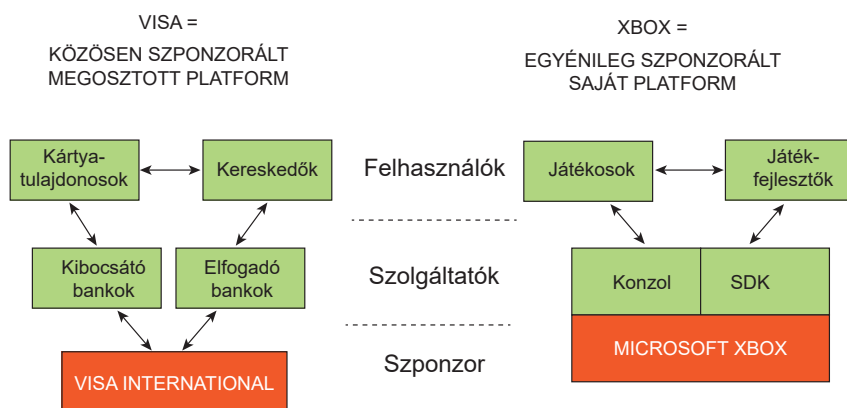 VISA =
KÖZÖSEN SZPONZORÁLT
MEGOSZTOTT PLATFORM
XBOX =
EGYÉNILEG SZPONZORÁLT
SAJÁT PLATFORM
Kártya-
tulajdonosok
Kereskedők
Felhasználók
Játékosok
Játék-
fejlesztők
Kibocsátó
bankok
Elfogadó
bankok
Szolgáltatók
Konzol
SDK
VISA INTERNATIONAL
Szponzor
MICROSOFT XBOX